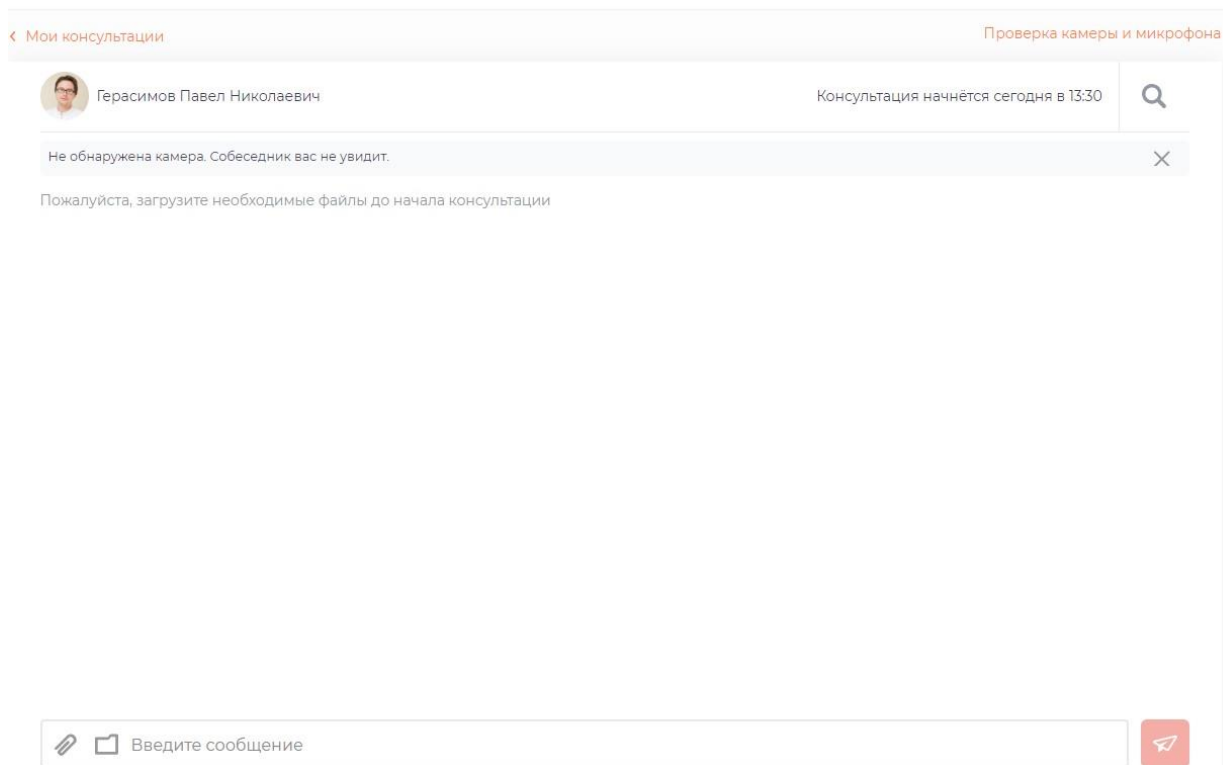 Мои консультации
Проверка камеры и микрофона
Герасимов Павел Николаевич
Консультация начнётся сегодня в 13:30
Не обнаружена камера. Собеседник вас не увидит.
Пожалуйста, загрузите необходимые файлы до начала консультации
Введите сообщение